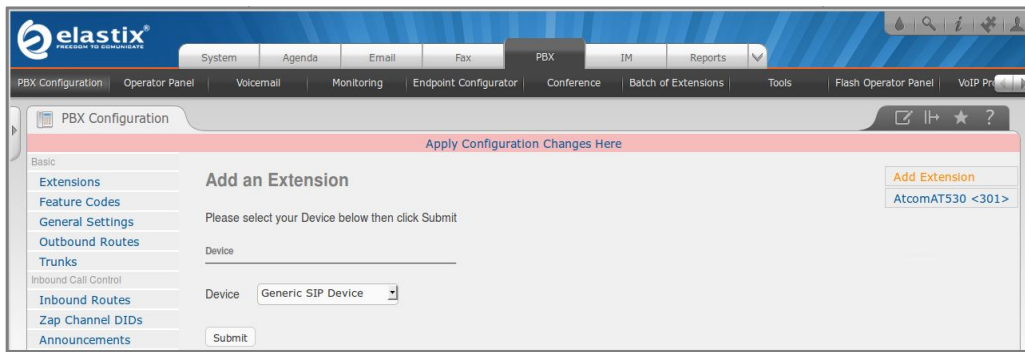 elastix®
FREEDOM TO COMMUNICATE
System Agenda Email Fax PBX IM Reports
PBX Configuration Operator Panel Voicemail Monitoring Endpoint Configurator Conference Batch of Extensions Tools Flash Operator Panel VoIP Pr
PBX Configuration
Apply Configuration Changes Here
Basic
Extensions
Feature Codes
General Settings
Outbound Routes
Trunks
Inbound Call Control
Inbound Routes
Zap Channel DIDs
Announcements
Add an Extension
Please select your Device below then click Submit
Device
Device Generic SIP Device
Submit
Add Extension
AtcomAT530 <301>